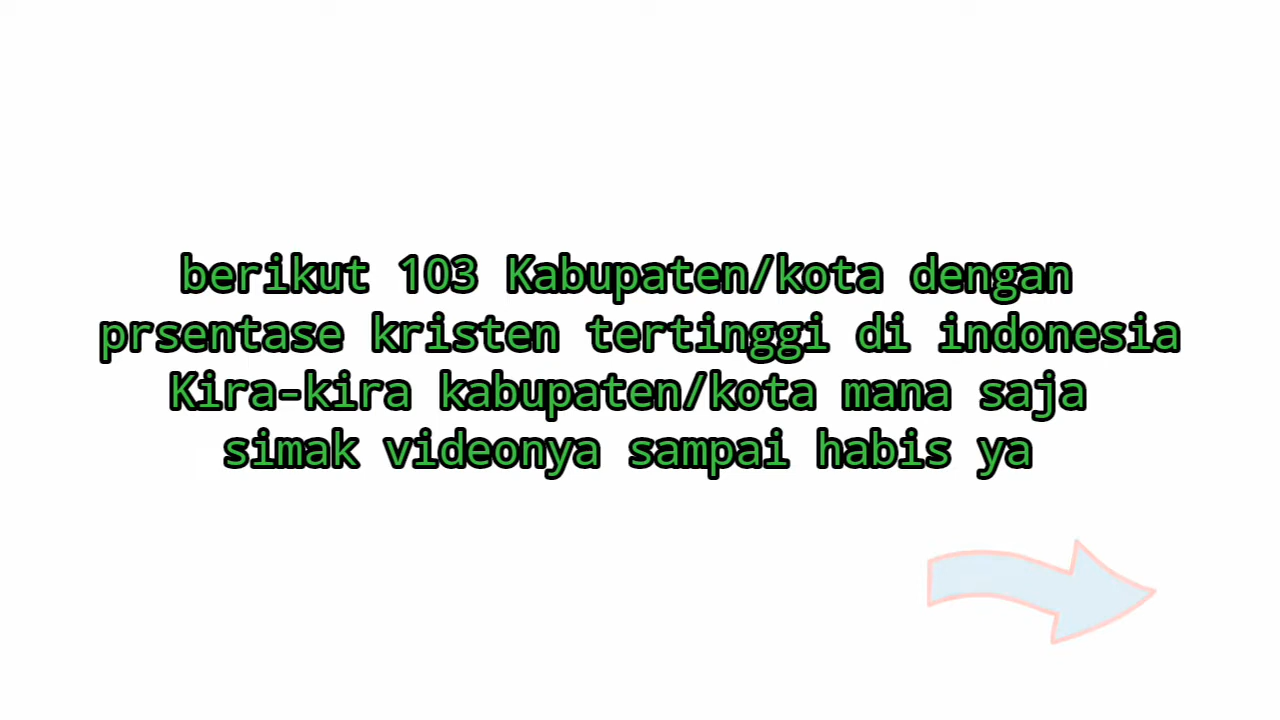 berikut 103 Kabupaten/kota dengan
prsentase kristen tertinggi di indonesia
Kira-kira kabupaten/kota mana saja
simak videonya sampai habis ya